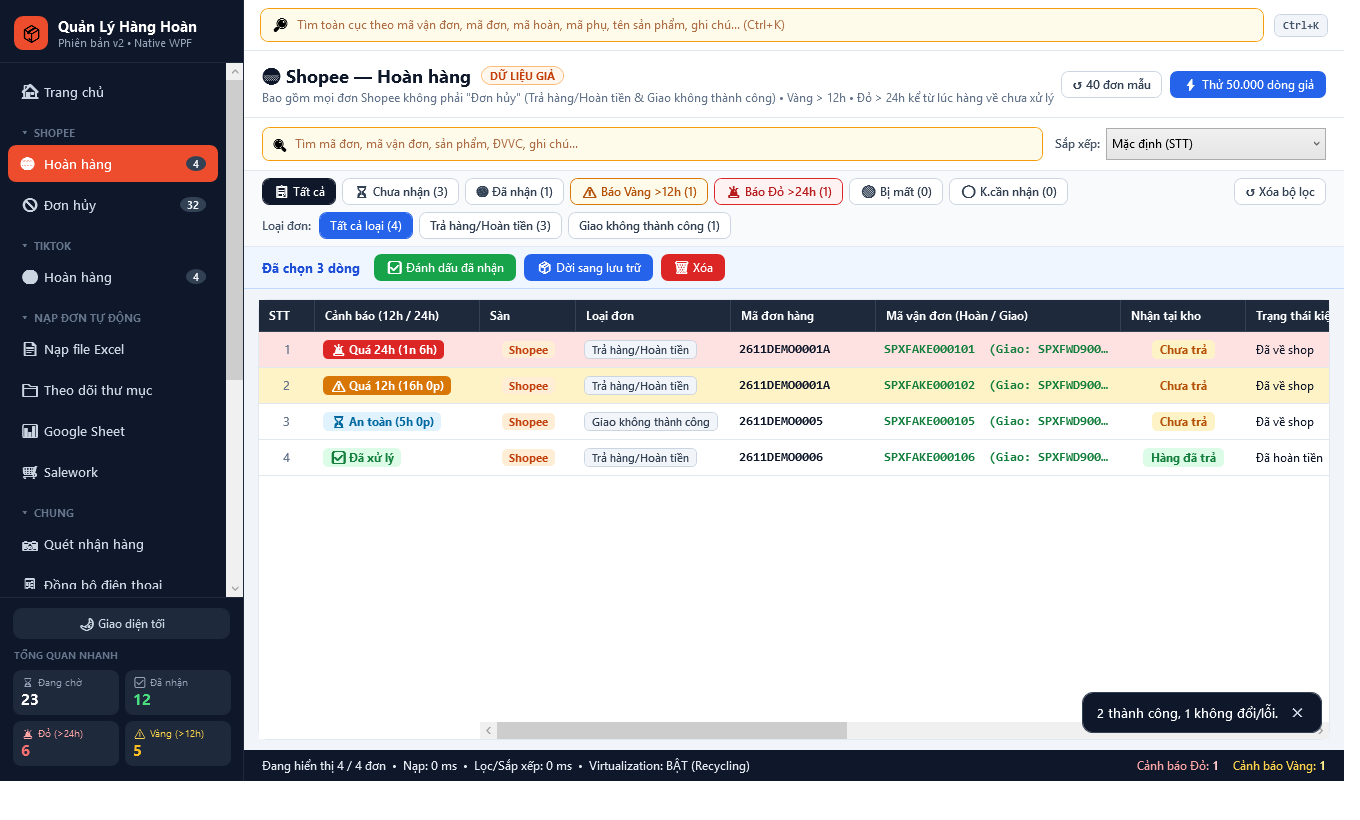 Quản Lý Hàng Hoàn
Phiên bản v2 • Native WPF
Trang chủ
SHOPEE
Hoàn hàng 4
Đơn hủy 32
TIKTOK
Hoàn hàng 4
NẠP ĐƠN TỰ ĐỘNG
Nạp file Excel
Theo dõi thư mục
Google Sheet
Salework
CHUNG
Quét nhận hàng
Đồng bộ điện thoại
Giao diện tối
TỔNG QUAN NHANH
Đang chờ
23
Đã nhận
12
Đỏ (>24h)
6
Vàng (>12h)
5
Tìm toàn cục theo mã vận đơn, mã đơn, mã hoàn, mã phụ, tên sản phẩm, ghi chú... (Ctrl+K)
Ctrl+K
Shopee — Hoàn hàng DỮ LIỆU GIẢ
Bao gồm mọi đơn Shopee không phải "Đơn hủy" (Trả hàng/Hoàn tiền & Giao không thành công) • Vàng > 12h • Đỏ > 24h kể từ lúc hàng về chưa xử lý
↺ 40 đơn mẫu
Thử 50.000 dòng giả
Tìm mã đơn, mã vận đơn, sản phẩm, ĐVVC, ghi chú...
Sắp xếp: Mặc định (STT)
Tất cả Chưa nhận (3) Đã nhận (1) Báo Vàng >12h (1) Báo Đỏ >24h (1) Bị mất (0) K.cần nhận (0) ↺ Xóa bộ lọc
Loại đơn: Tất cả loại (4) Trả hàng/Hoàn tiền (3) Giao không thành công (1)
Đã chọn 3 dòng Đánh dấu đã nhận Dời sang lưu trữ Xóa
STT Cảnh báo (12h / 24h) Sàn Loại đơn Mã đơn hàng Mã vận đơn (Hoàn / Giao) Nhận tại kho Trạng thái kiệ
1 Quá 24h (1n 6h) Shopee Trả hàng/Hoàn tiền 2611DEMO0001A SPXFAKE000101 (Giao: SPXFWD900… Chưa trả Đã về shop
2 Quá 12h (16h 0p) Shopee Trả hàng/Hoàn tiền 2611DEMO0001A SPXFAKE000102 (Giao: SPXFWD900… Chưa trả Đã về shop
3 An toàn (5h 0p) Shopee Giao không thành công 2611DEMO0005 SPXFAKE000105 (Giao: SPXFWD900… Chưa trả Đã về shop
4 Đã xử lý Shopee Trả hàng/Hoàn tiền 2611DEMO0006 SPXFAKE000106 (Giao: SPXFWD900… Hàng đã trả Đã hoàn tiền
2 thành công, 1 không đổi/lỗi.
Đang hiển thị 4 / 4 đơn • Nạp: 0 ms • Lọc/Sắp xếp: 0 ms • Virtualization: BẬT (Recycling)
Cảnh báo Đỏ: 1 Cảnh báo Vàng: 1